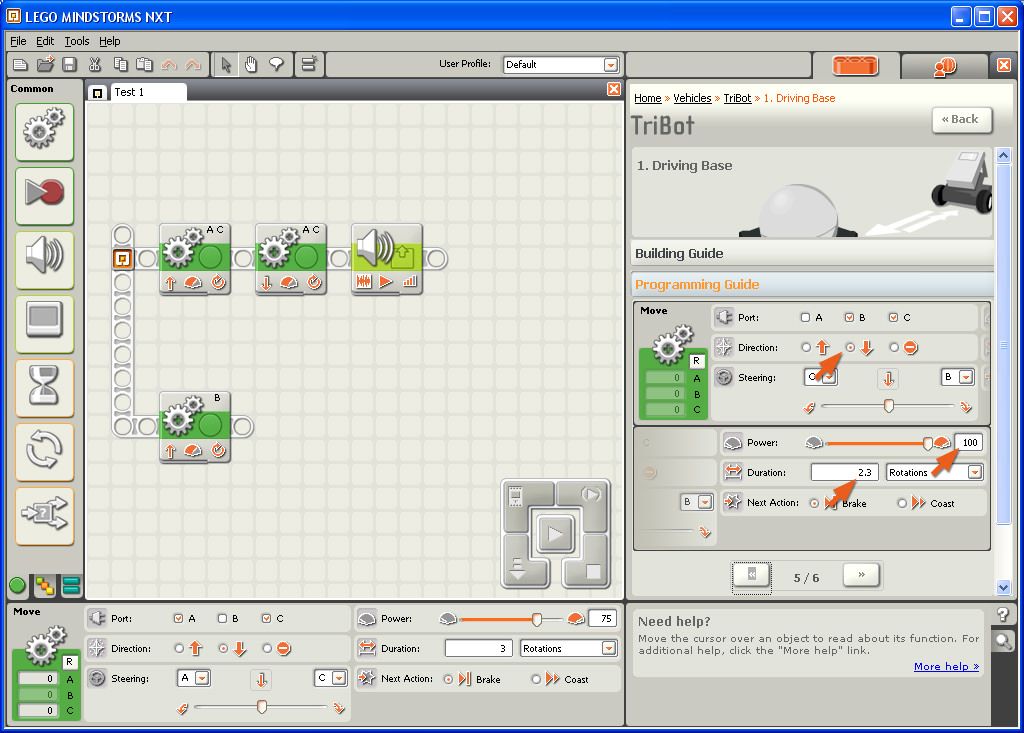 LEGO MINDSTORMS NXT
File Edit Tools Help
User Profile: Default
Common
Test 1
A C
A C
B
Home » Vehicles » TriBot » 1. Driving Base
TriBot
« Back
1. Driving Base
Building Guide
Programming Guide
Move
Port: A B C
Direction:
Steering: C B
R
0 A
0 B
0 C
C
Power: 100
Duration: 2.3 Rotations
B
Next Action: Brake Coast
5 / 6
Move
Port: A B C
Direction:
Steering: A C
R
0 A
0 B
0 C
Power: 75
Duration: 3 Rotations
Next Action: Brake Coast
Need help?
Move the cursor over an object to read about its function. For
additional help, click the "More help" link.
More help »